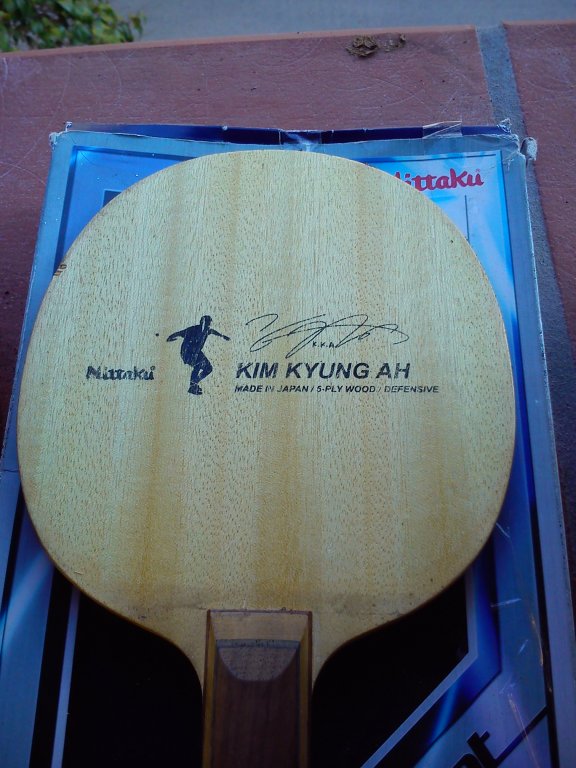 Nittaku
K.K.A
Nittaku
KIM KYUNG AH
MADE IN JAPAN / 5-PLY WOOD / DEFENSIVE